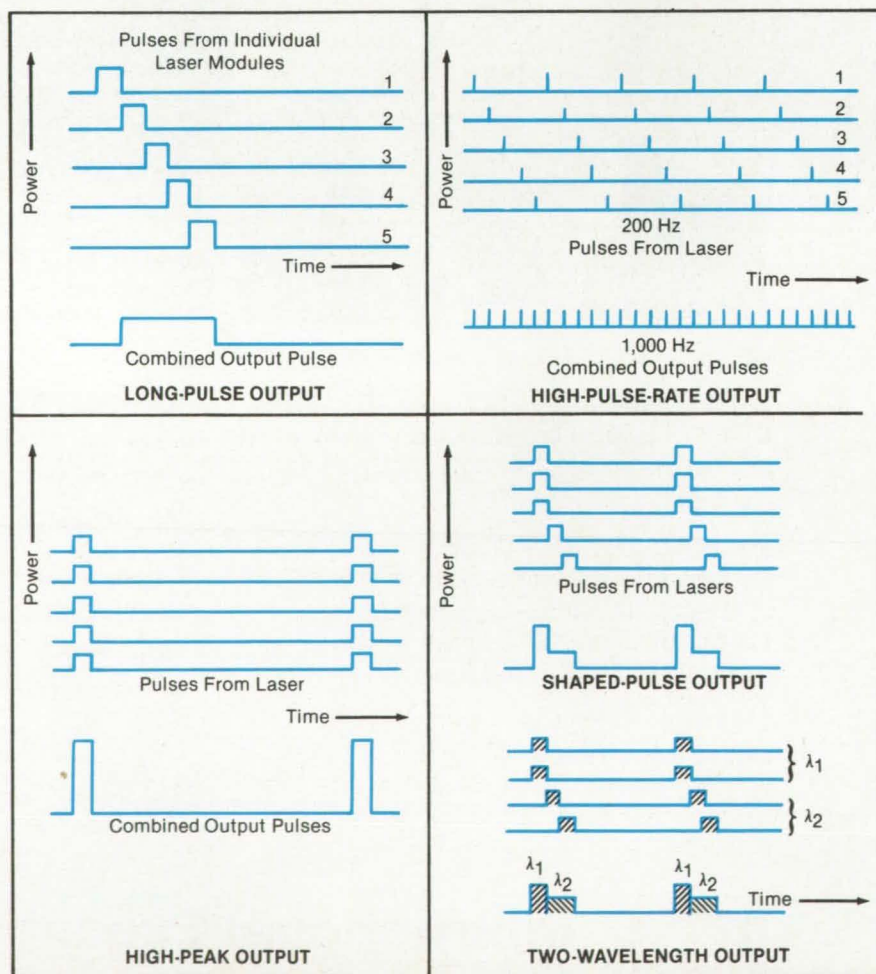 Pulses From Individual
Laser Modules
Power
1
2
3
4
5
Time
Combined Output Pulse
LONG-PULSE OUTPUT
Power
1
2
3
4
5
200 Hz
Pulses From Laser
Time
1,000 Hz
Combined Output Pulses
HIGH-PULSE-RATE OUTPUT
Power
Pulses From Laser
Time
Combined Output Pulses
HIGH-PEAK OUTPUT
Power
Pulses From Lasers
SHAPED-PULSE OUTPUT
} λ1
} λ2
λ1 λ2 λ1 λ2
Time
TWO-WAVELENGTH OUTPUT